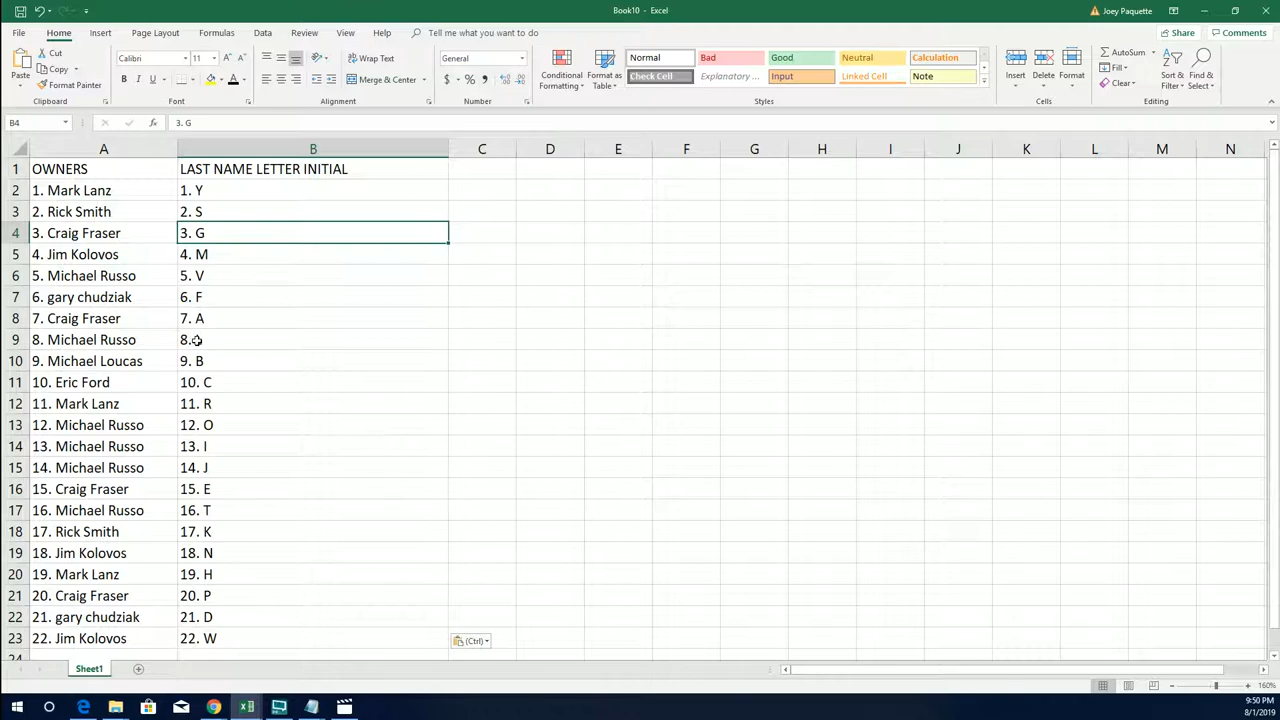 Book10 - Excel
Joey Paquette
File Home Insert Page Layout Formulas Data Review View Help Tell me what you want to do Share Comments
Paste Cut Copy Format Painter Clipboard
Calibri 11 B I U Font
Wrap Text Merge & Center Alignment
General $ % , Number
Conditional Formatting Format as Table
Normal Bad Good Neutral Calculation
Check Cell Explanatory ... Input Linked Cell Note
Styles
Insert Delete Format Cells
AutoSum Fill Clear Sort & Filter Find & Select Editing
B4 fx 3. G
A B C D E F G H I J K L M N
1 OWNERS LAST NAME LETTER INITIAL
2 1. Mark Lanz 1. Y
3 2. Rick Smith 2. S
4 3. Craig Fraser 3. G
5 4. Jim Kolovos 4. M
6 5. Michael Russo 5. V
7 6. gary chudziak 6. F
8 7. Craig Fraser 7. A
9 8. Michael Russo 8.
10 9. Michael Loucas 9. B
11 10. Eric Ford 10. C
12 11. Mark Lanz 11. R
13 12. Michael Russo 12. O
14 13. Michael Russo 13. I
15 14. Michael Russo 14. J
16 15. Craig Fraser 15. E
17 16. Michael Russo 16. T
18 17. Rick Smith 17. K
19 18. Jim Kolovos 18. N
20 19. Mark Lanz 19. H
21 20. Craig Fraser 20. P
22 21. gary chudziak 21. D
23 22. Jim Kolovos 22. W
(Ctrl)
24
Sheet1
160%
9:50 PM
8/1/2019